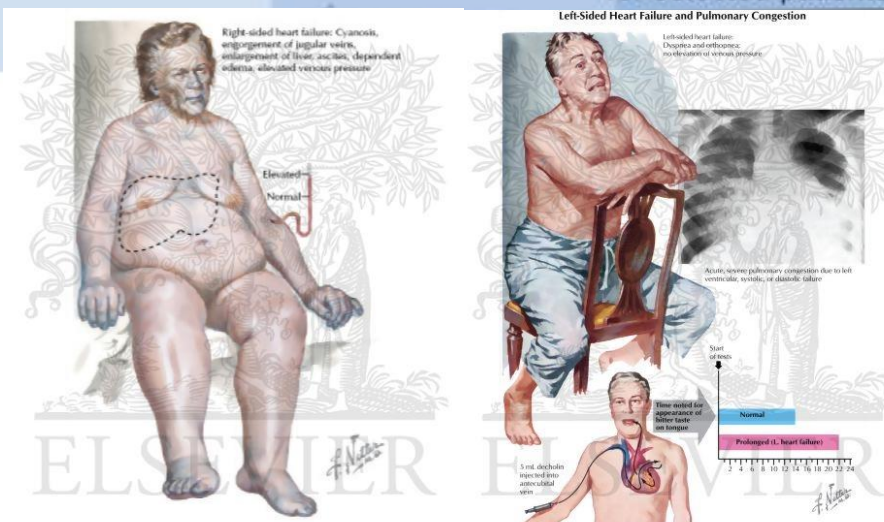 Right-sided heart failure: Cyanosis,
engorgement of jugular veins,
enlargement of liver, ascites, dependent
edema, elevated venous pressure
Elevated
Normal
ELSEVIER
Left-Sided Heart Failure and Pulmonary Congestion
Left-sided heart failure:
Dyspnea and orthopnea;
no elevation of venous pressure
Acute, severe pulmonary congestion due to left
ventricular, systolic, or diastolic failure
Start
of tests
Time noted for
appearance of
bitter taste
on tongue
Normal
Prolonged (L. heart failure)
2 4 6 8 10 12 14 16 18 20 22 24
5 mL decholin
injected into
antecubital
vein
ELSEVIER